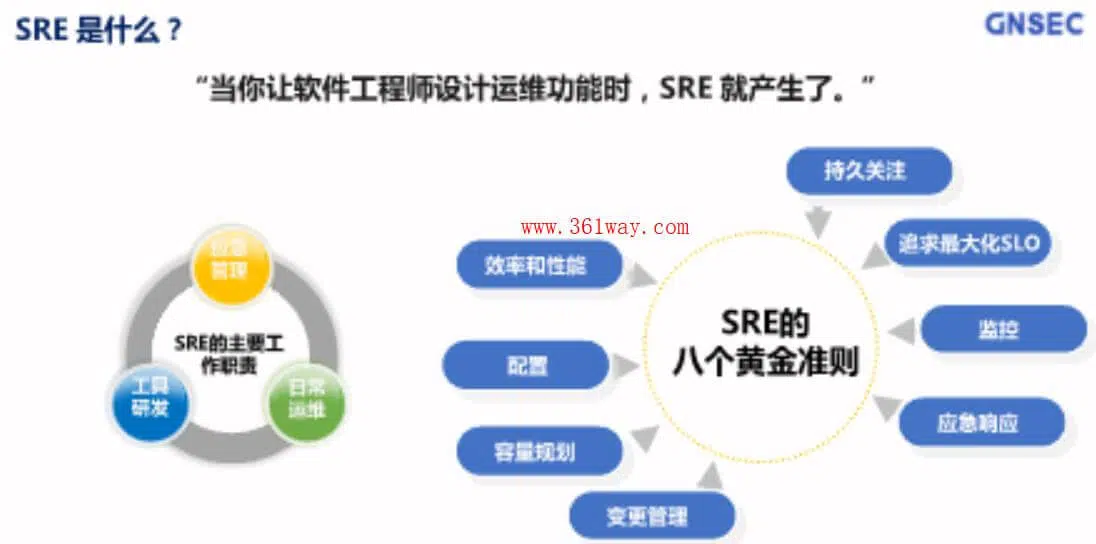 SRE 是什么？
GNSEC
“当你让软件工程师设计运维功能时，SRE 就产生了。”
www.361way.com
应急
管理
SRE的主要工
作职责
工具
研发
日常
运维
持久关注
追求最大化SLO
监控
应急响应
变更管理
容量规划
配置
效率和性能
SRE的
八个黄金准则